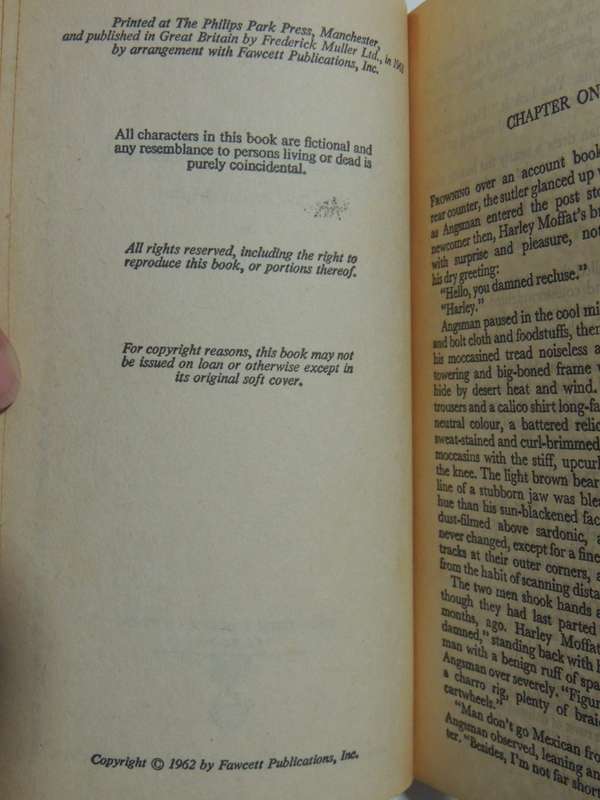 Printed at The Philips Park Press, Manchester,
and published in Great Britain by Frederick Muller Ltd., in 1963
by arrangement with Fawcett Publications, Inc.
All characters in this book are fictional and
any resemblance to persons living or dead is
purely coincidental.
All rights reserved, including the right to
reproduce this book, or portions thereof.
For copyright reasons, this book may not
be issued on loan or otherwise except in
its original soft cover.
Copyright © 1962 by Fawcett Publications, Inc.
CHAPTER ON
FROWNING over an account book
rear counter, the sutler glanced up
as Angsman entered the post
newcomer then, Harley Moffat's
with surprise and pleasure,
his dry greeting:
"Hello, you damned recluse."
"Harley."
Angsman paused in the cool
and bolt cloth and foodstuffs,
his moccasined tread noiseless
towering and big-boned frame
hide by desert heat and wind.
trousers and a calico shirt
neutral colour, a battered
sweat-stained and curl-brimmed
moccasins with the stiff,
the knee. The light brown
line of a stubborn jaw was
hue than his sun-blackened
dust-filmed above sardonic,
never changed, except for a fine
tracks at their outer corners,
from the habit of scanning
The two men shook hands
though they had last parted
months, ago. Harley Moffat
damned," standing back with
man with a benign ruff of
Angsman over severely.
a charro rig, plenty of
cartwheels."
"Man don't go Mexican
Angsman observed, leaning
ter. "Besides, I'm not far